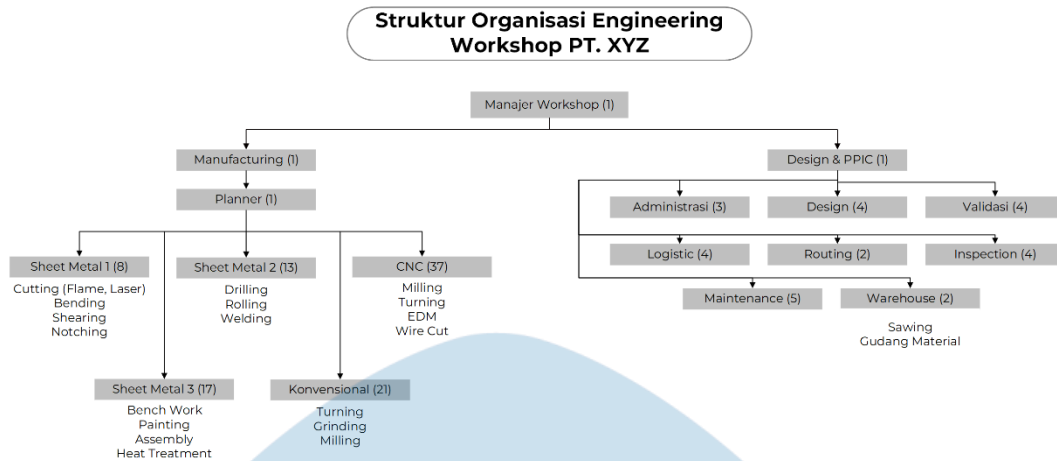 Struktur Organisasi Engineering
Workshop PT. XYZ
Manajer Workshop (1)
Manufacturing (1)
Design & PPIC (1)
Planner (1)
Administrasi (3)
Design (4)
Validasi (4)
Logistic (4)
Routing (2)
Inspection (4)
Sheet Metal 1 (8)
Cutting (Flame, Laser)
Bending
Shearing
Notching
Sheet Metal 2 (13)
Drilling
Rolling
Welding
CNC (37)
Milling
Turning
EDM
Wire Cut
Maintenance (5)
Warehouse (2)
Sawing
Gudang Material
Sheet Metal 3 (17)
Bench Work
Painting
Assembly
Heat Treatment
Konvensional (21)
Turning
Grinding
Milling